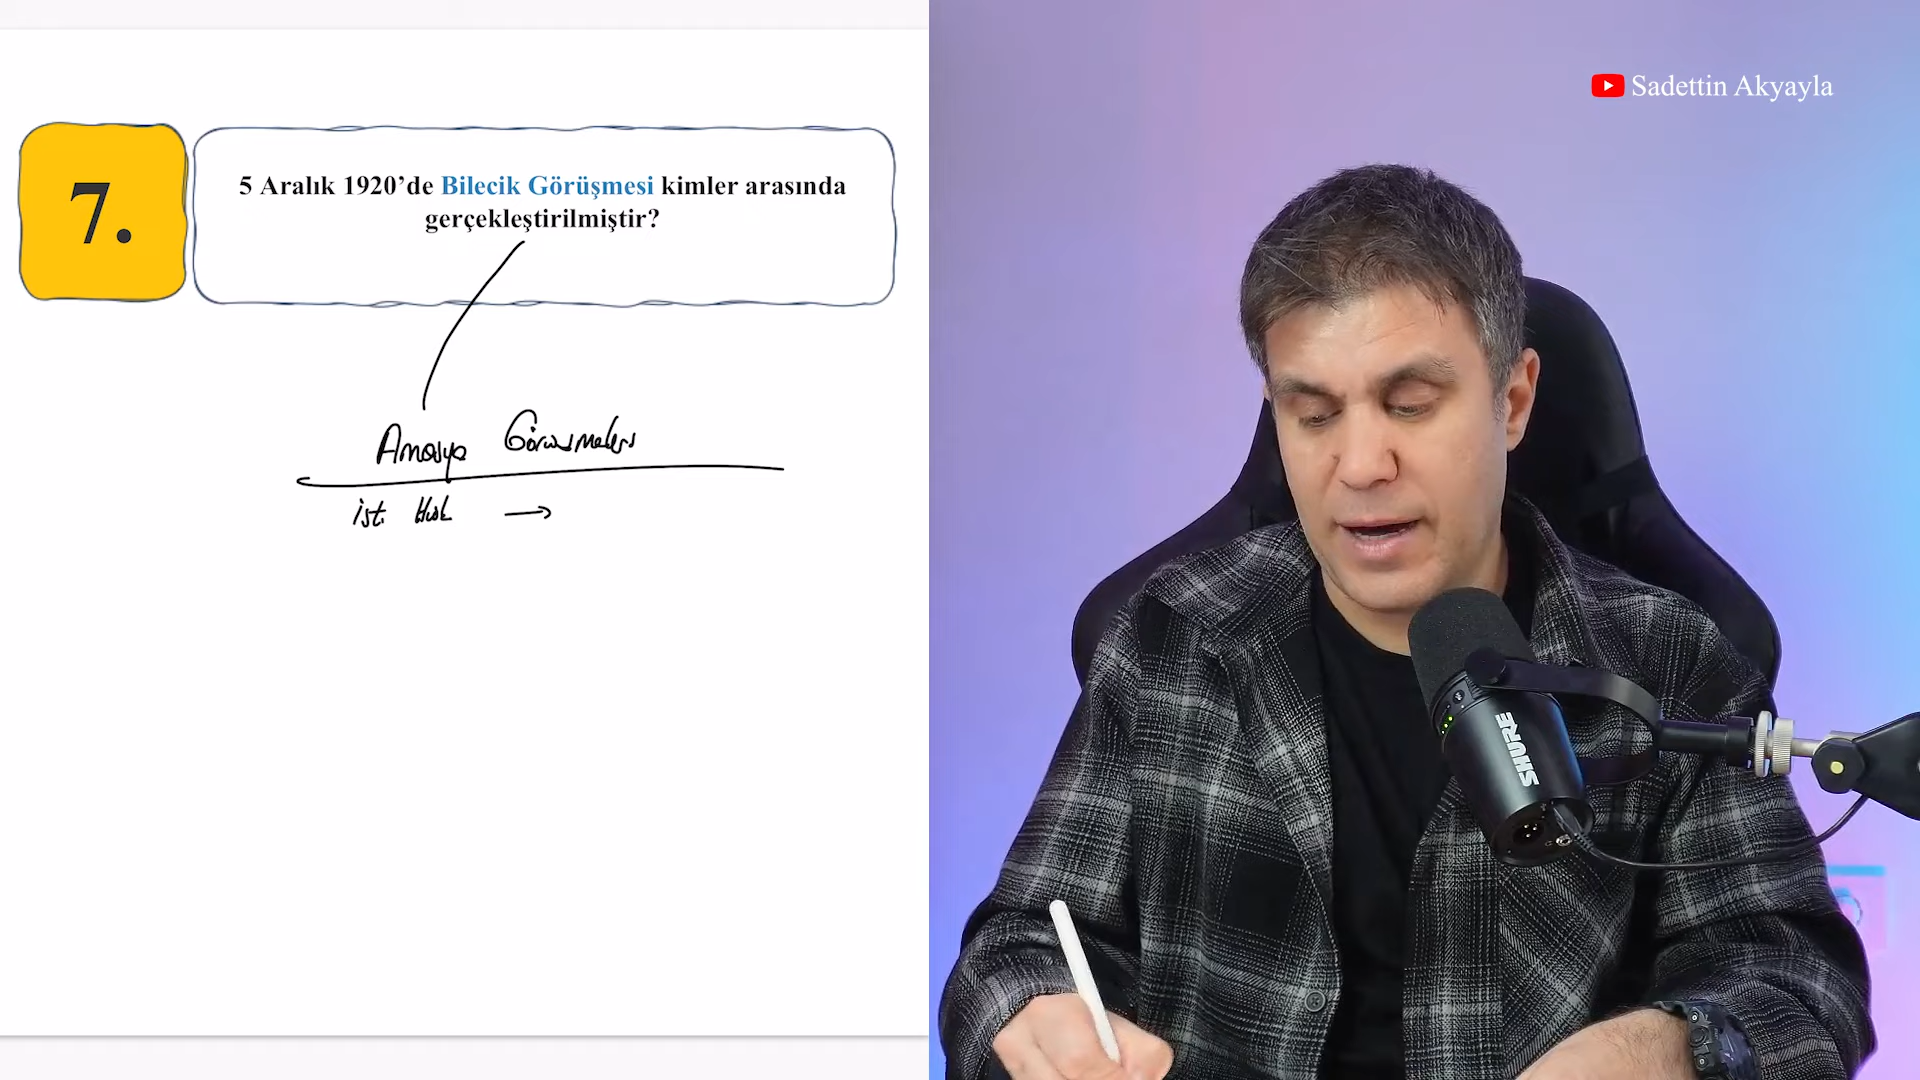 7.
5 Aralık 1920’de Bilecik Görüşmesi kimler arasında
gerçekleştirilmiştir?
Amasya Görüşmeleri
ist. Hük →
Sadettin Akyayla
SHURE